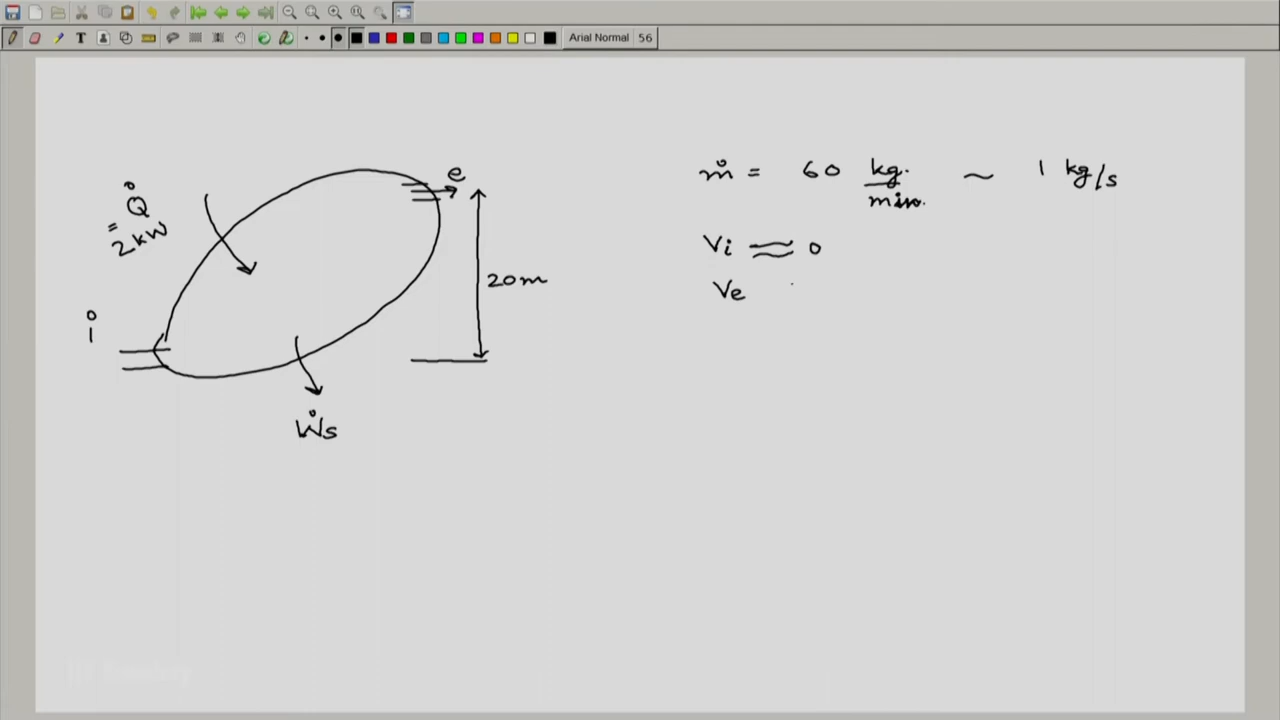 Arial Normal 56
ṁ = 60 kg/min. ~ 1 kg/s
Vi ≈ 0
Ve
e
Q̇
= 2kW
20m
i
Ẇs